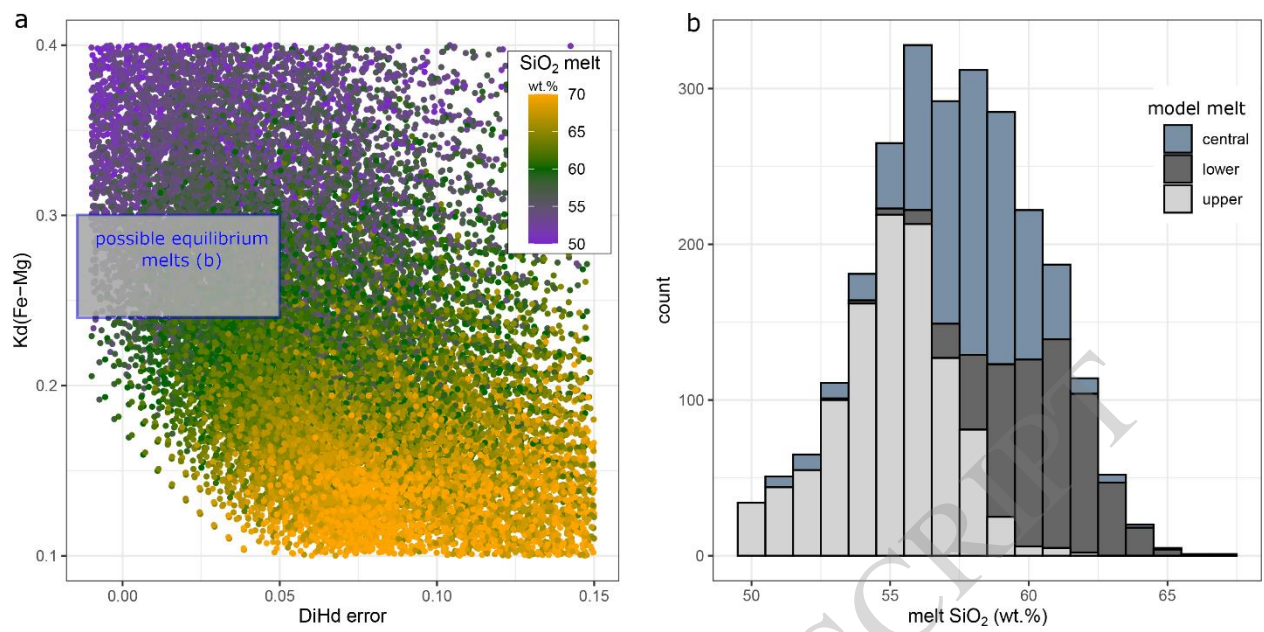 a
0.4
0.3
0.2
0.1
Kd(Fe−Mg)
0.00
0.05
0.10
0.15
DiHd error
possible equilibrium
melts (b)
SiO₂ melt
wt.%
70
65
60
55
50
b
300
200
100
0
count
50
55
60
65
melt SiO₂ (wt.%)
model melt
central
lower
upper
SCRIPT